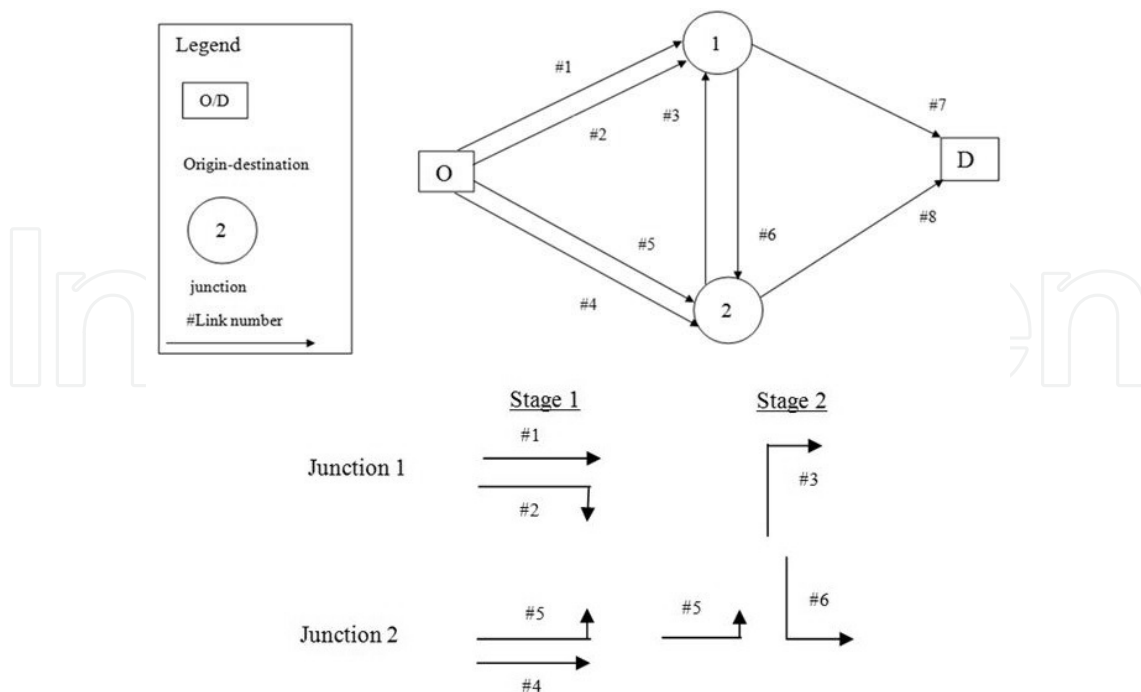 Legend
O/D
Origin-destination
2
junction
#Link number
1
#1
#2
#3
#7
O
D
#5
#6
#8
#4
2
Stage 1
Stage 2
#1
Junction 1
#3
#2
#5
#5
#6
Junction 2
#4